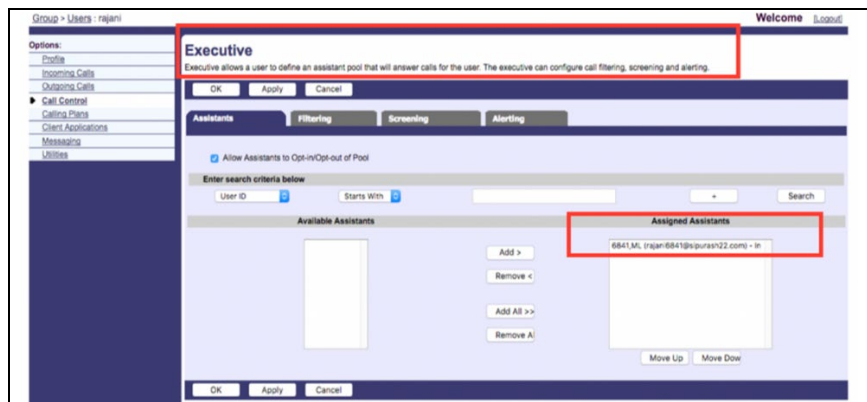 Group > Users : rajani
Welcome [Logout]
Options:
Profile
Incoming Calls
Outgoing Calls
Call Control
Calling Plans
Client Applications
Messaging
Utilities
Executive
Executive allows a user to define an assistant pool that will answer calls for the user. The executive can configure call filtering, screening and alerting.
OK Apply Cancel
Assistants Filtering Screening Alerting
Allow Assistants to Opt-in/Opt-out of Pool
Enter search criteria below
User ID Starts With + Search
Available Assistants Assigned Assistants
6841,ML (rajani6841@sipurash22.com) - In
Add >
Remove <
Add All >>
Remove Al
Move Up Move Dow
OK Apply Cancel